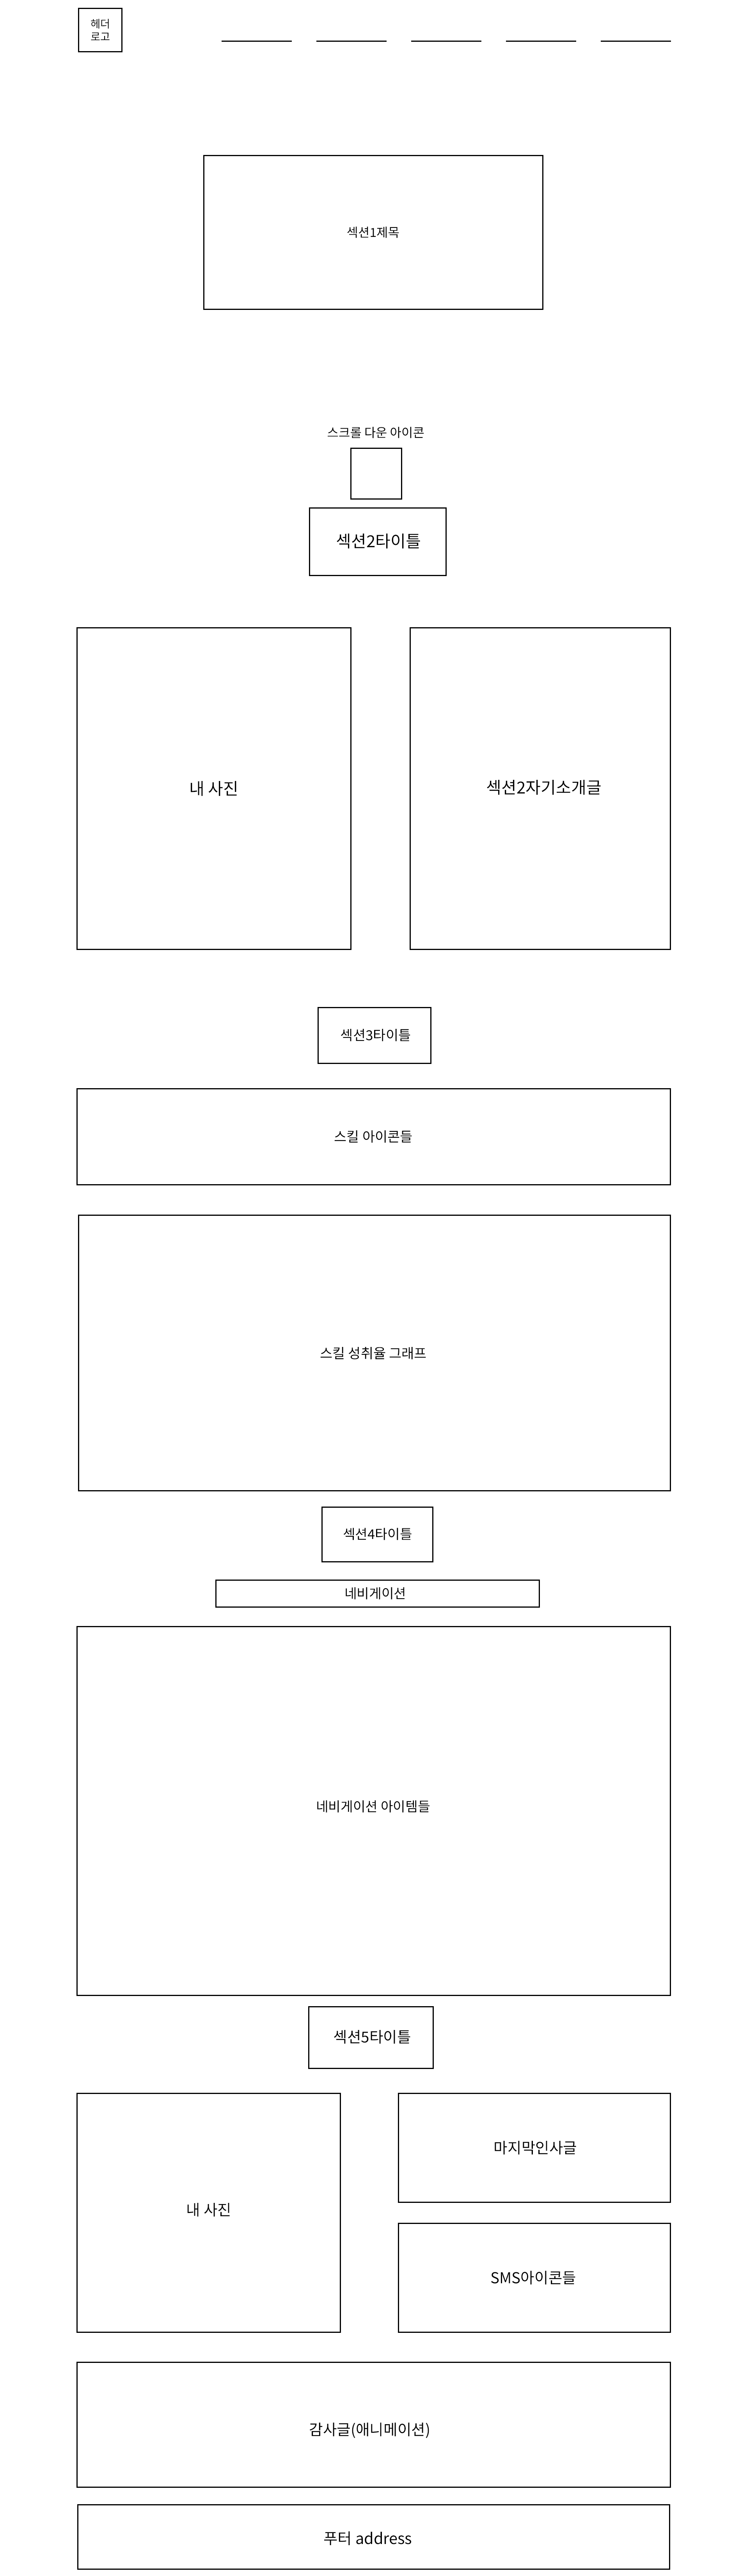 헤더
로고
섹션1제목
스크롤 다운 아이콘
섹션2타이틀
내 사진
섹션2자기소개글
섹션3타이틀
스킬 아이콘들
스킬 성취율 그래프
섹션4타이틀
네비게이션
네비게이션 아이템들
섹션5타이틀
내 사진
마지막인사글
SMS아이콘들
감사글(애니메이션)
푸터 address